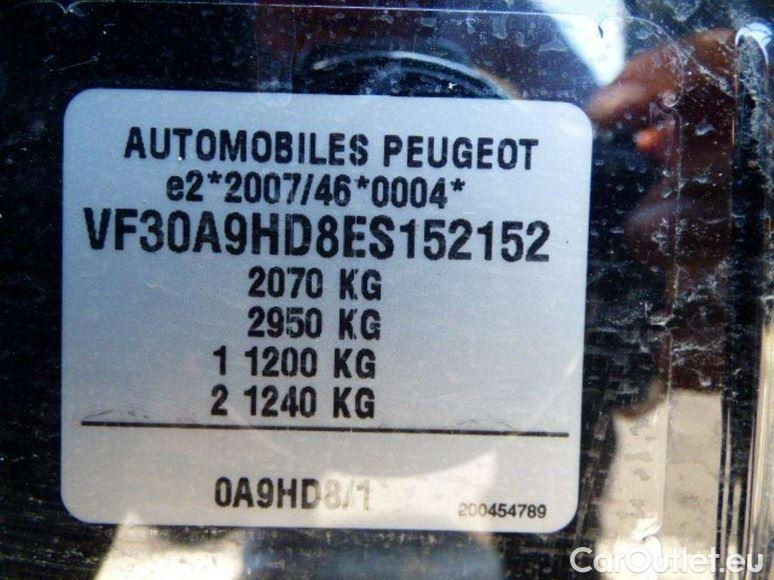 AUTOMOBILES PEUGEOT
e2*2007/46*0004*
VF30A9HD8ES152152
2070 KG
2950 KG
1 1200 KG
2 1240 KG
0A9HD8/1
200454789
CarOutlet.eu